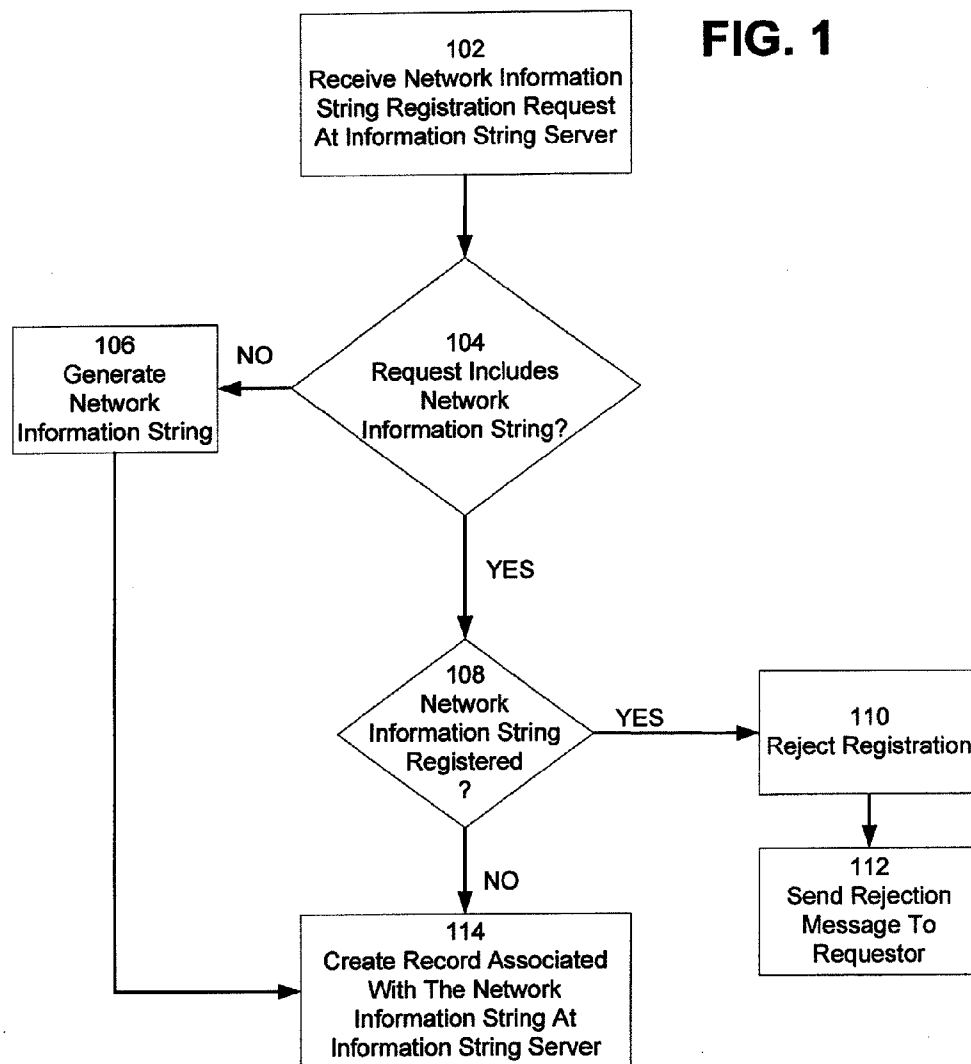 FIG. 1
102
Receive Network Information
String Registration Request
At Information String Server
104
Request Includes
Network
Information String?
NO
106
Generate
Network
Information String
YES
108
Network
Information String
Registered
?
YES
110
Reject Registration
112
Send Rejection
Message To
Requestor
NO
114
Create Record Associated
With The Network
Information String At
Information String Server